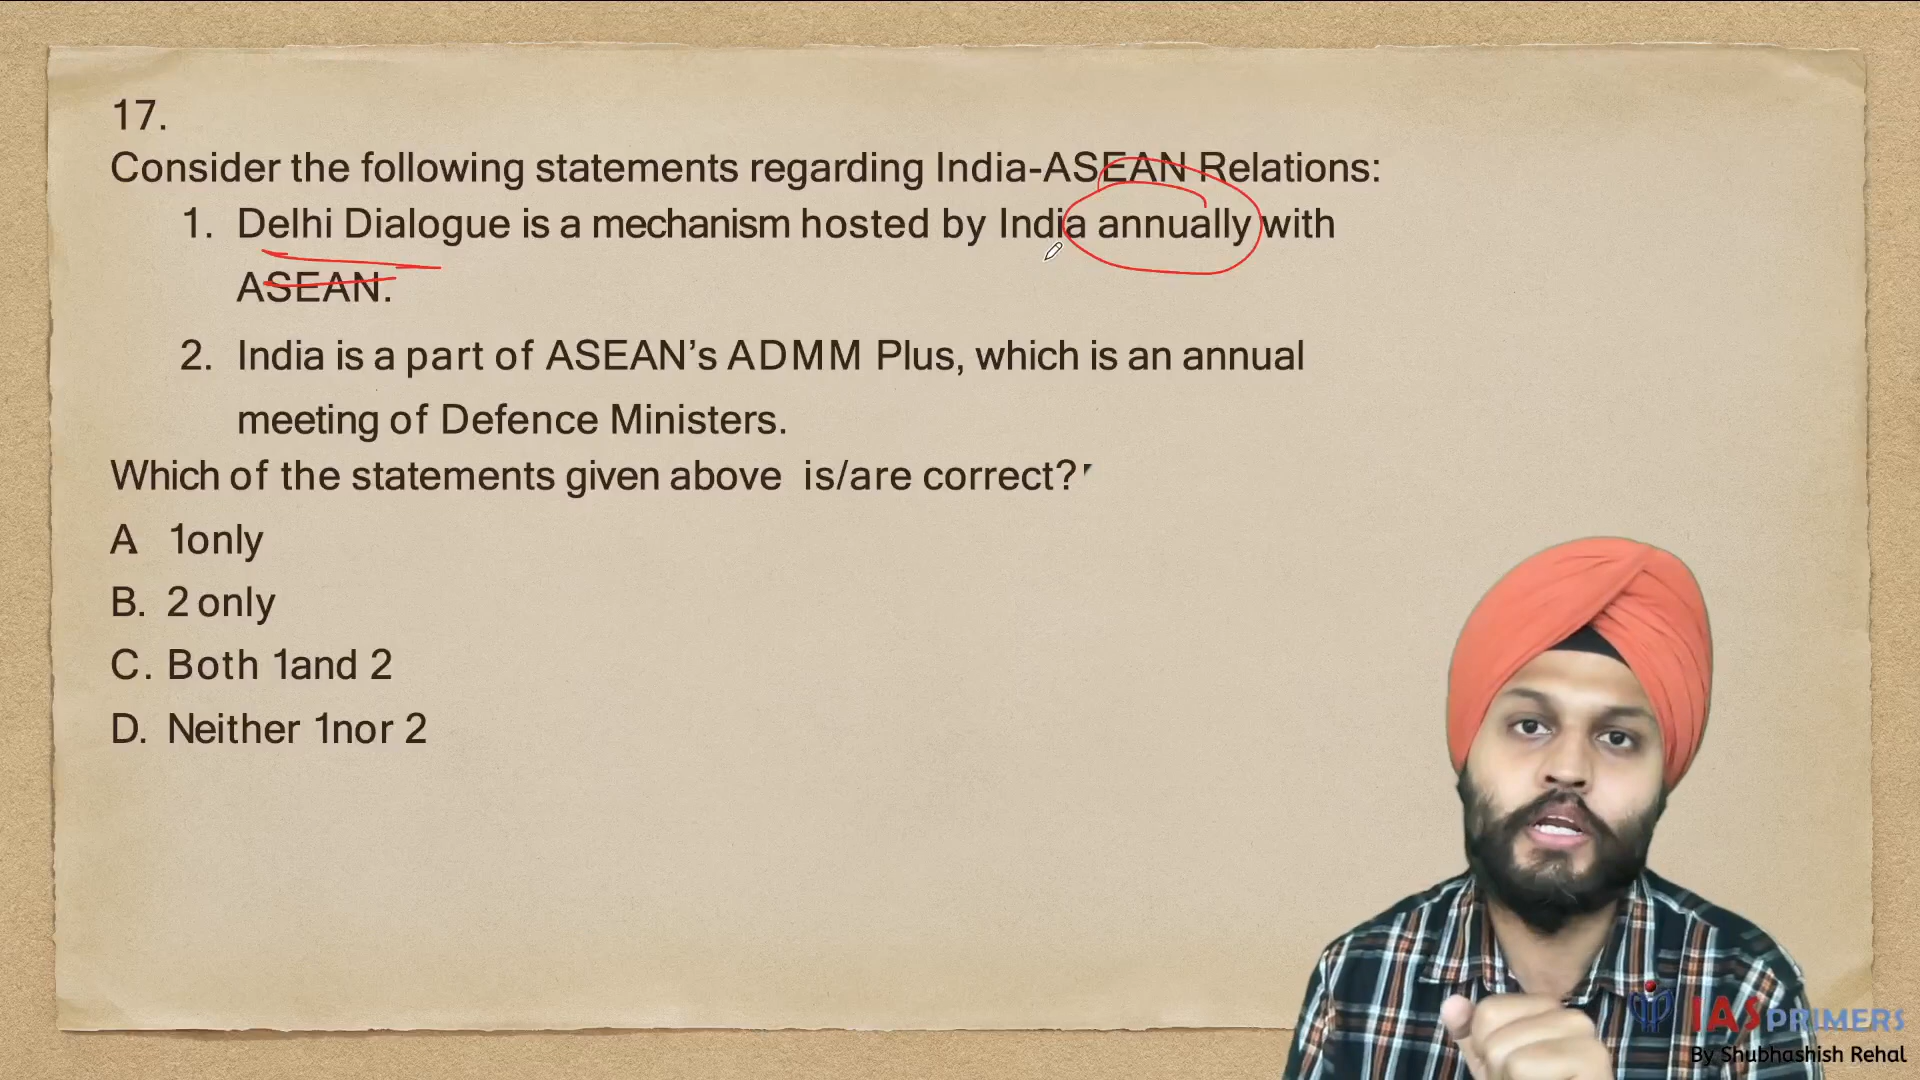 17.
Consider the following statements regarding India-ASEAN Relations:
1. Delhi Dialogue is a mechanism hosted by India annually with
ASEAN.
2. India is a part of ASEAN’s ADMM Plus, which is an annual
meeting of Defence Ministers.
Which of the statements given above is/are correct?
A 1only
B. 2 only
C. Both 1and 2
D. Neither 1nor 2
IAS PRIMERS
By Shubhashish Rehal